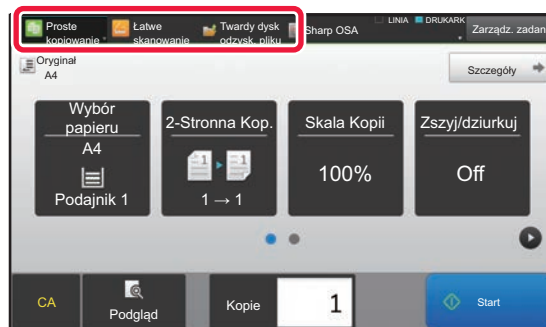 Proste
kopiowanie
Łatwe
skanowanie
Twardy dysk
odzysk. pliku
Sharp OSA
LINIA
DRUKARK
Zarządz. zadan
Oryginał
A4
Szczegóły
Wybór
papieru
A4
Podajnik 1
2-Stronna Kop.
1
1
1 → 1
Skala Kopii
100%
Zszyj/dziurkuj
Off
CA
Podgląd
Kopie
1
Start